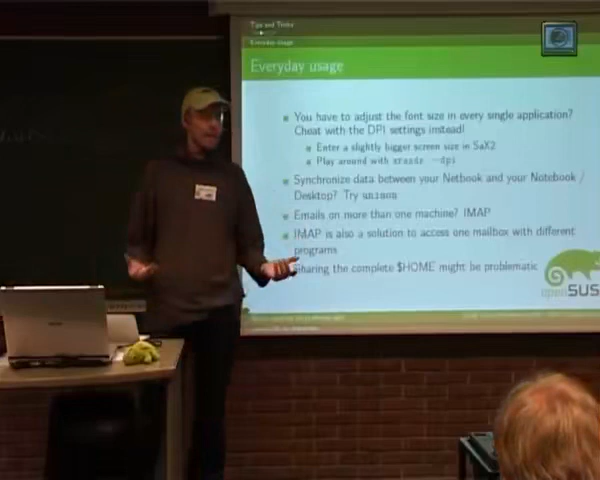 Tips and Tricks
Everyday usage
Everyday usage
You have to adjust the font size in every single application?
Cheat with the DPI settings instead!
Enter a slightly bigger screen size in SaX2
Play around with xrandr --dpi
Synchronize data between your Netbook and your Notebook /
Desktop? Try unison
Emails on more than one machine? IMAP
IMAP is also a solution to access one mailbox with different
programs
Sharing the complete $HOME might be problematic
openSUS